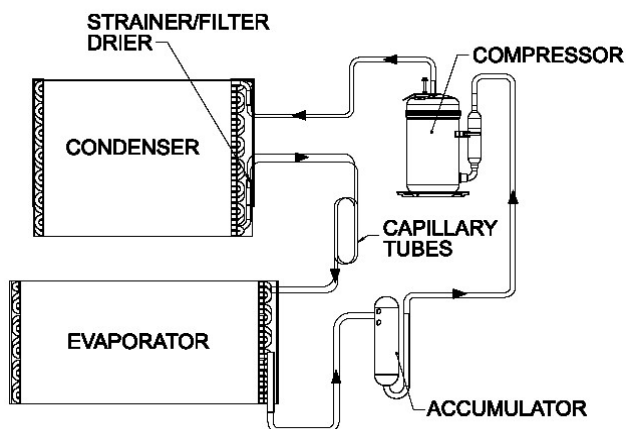 STRAINER/FILTER
DRIER
COMPRESSOR
CONDENSER
CAPILLARY
TUBES
EVAPORATOR
ACCUMULATOR